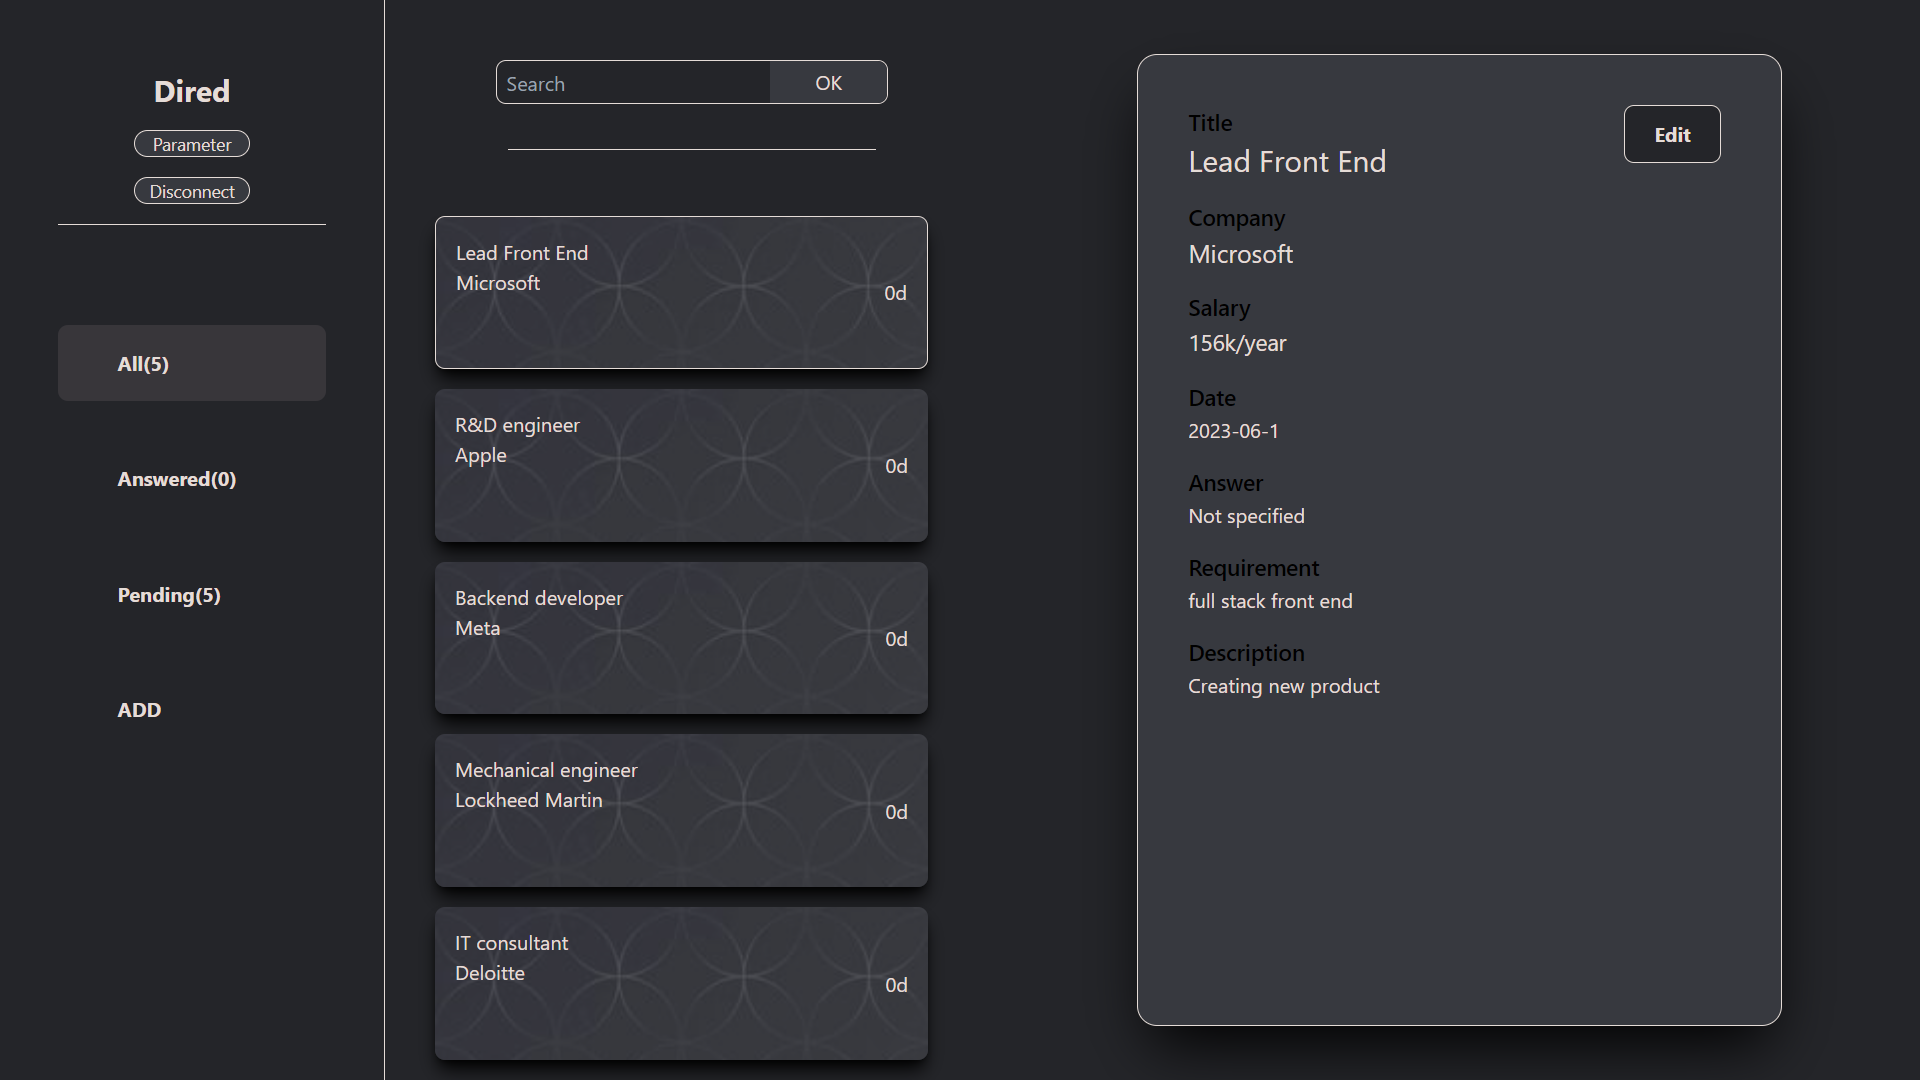 Dired
Parameter
Disconnect
All(5)
Answered(0)
Pending(5)
ADD
Search
OK
Lead Front End
Microsoft
0d
R&D engineer
Apple
0d
Backend developer
Meta
0d
Mechanical engineer
Lockheed Martin
0d
IT consultant
Deloitte
0d
Edit
Title
Lead Front End
Company
Microsoft
Salary
156k/year
Date
2023-06-1
Answer
Not specified
Requirement
full stack front end
Description
Creating new product